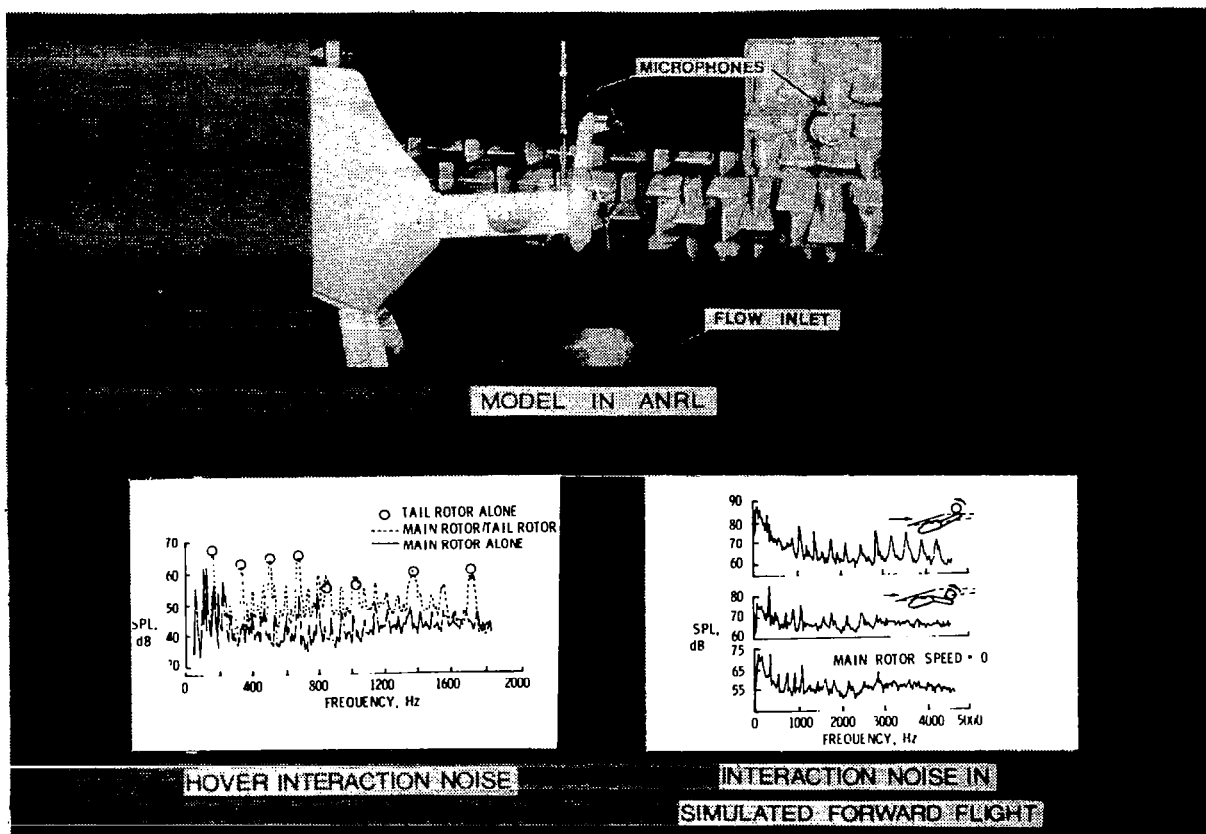 MICROPHONES
FLOW INLET
MODEL IN ANRL
TAIL ROTOR ALONE
MAIN ROTOR/TAIL ROTOR
MAIN ROTOR ALONE
70
60
50
40
SPL,
dB
0 400 800 1200 1600 2000
FREQUENCY, Hz
HOVER INTERACTION NOISE
90
80
70
60
80
70
60
SPL,
dB
75
65
55
MAIN ROTOR SPEED = 0
0 1000 2000 3000 4000 5000
FREQUENCY, Hz
INTERACTION NOISE IN
SIMULATED FORWARD FLIGHT